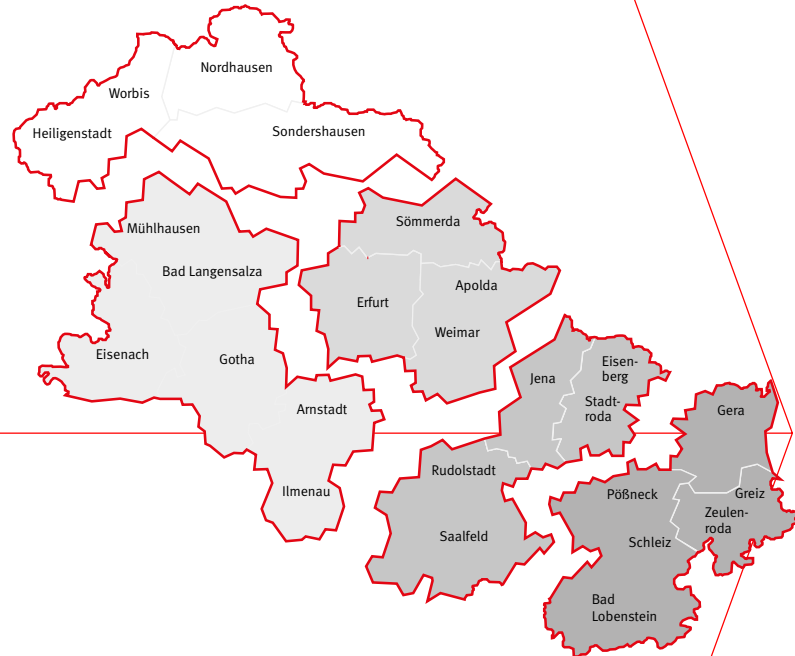 Nordhausen
Worbis
Heiligenstadt
Sondershausen
Mühlhausen
Bad Langensalza
Eisenach
Gotha
Arnstadt
Ilmenau
Sömmerda
Erfurt
Apolda
Weimar
Jena
Eisen-
berg
Stadt-
roda
Rudolstadt
Saalfeld
Gera
Pößneck
Greiz
Zeulen-
roda
Schleiz
Bad
Lobenstein